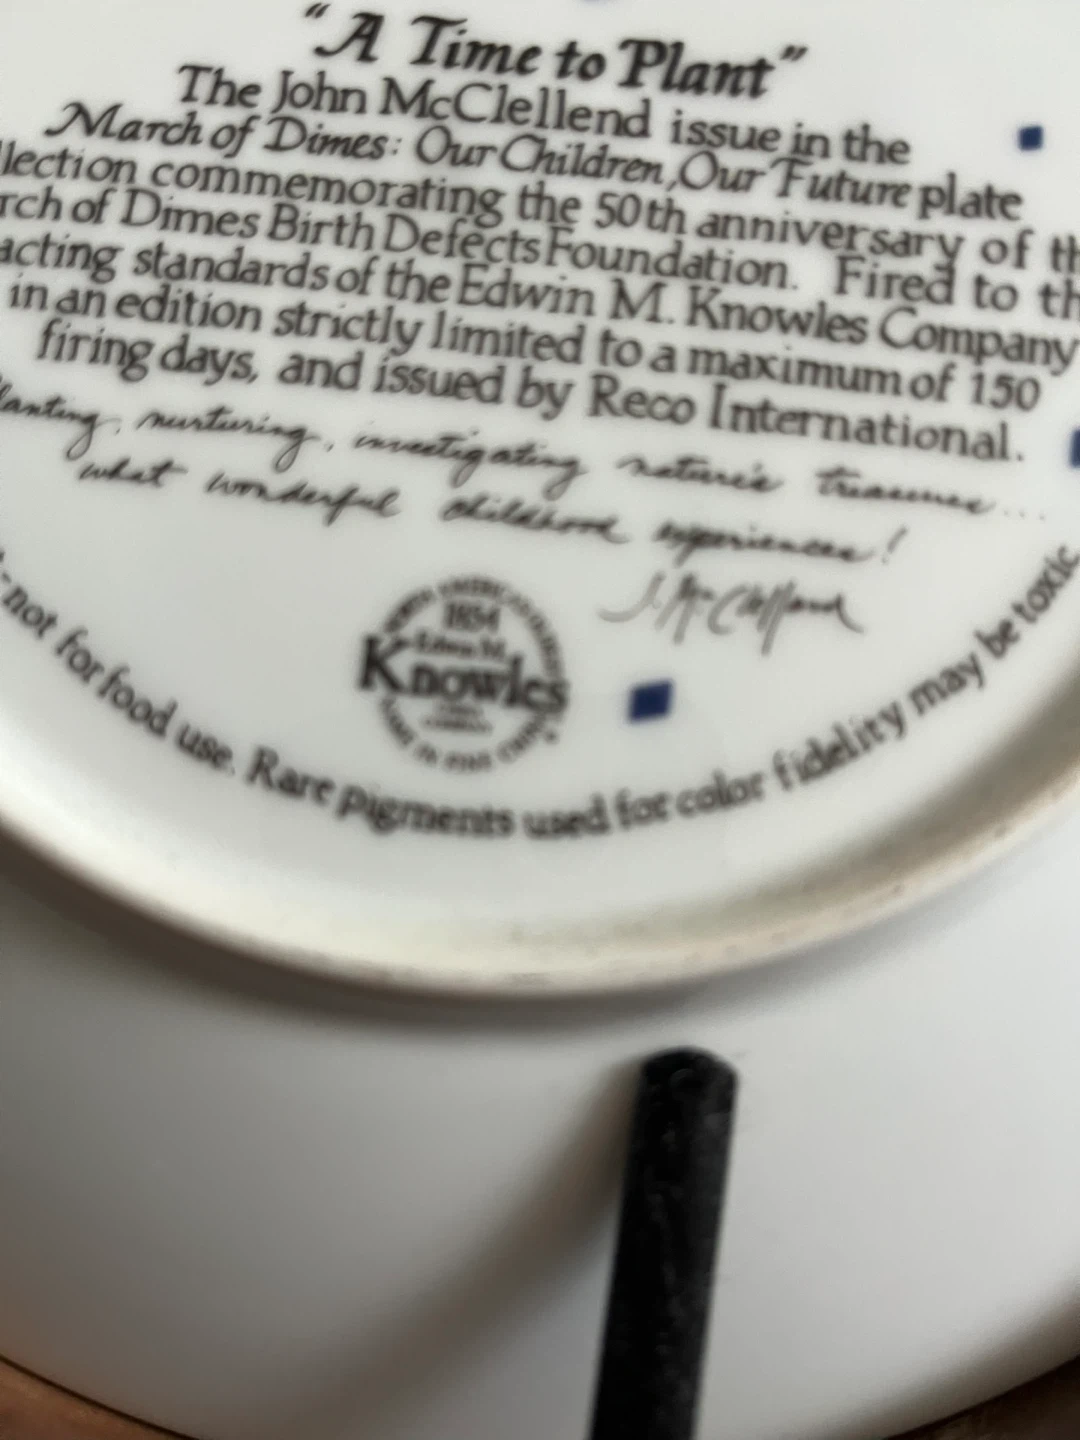 “A Time to Plant”
The John McClellend issue in the
March of Dimes: Our Children, Our Future plate
llection commemorating the 50th anniversary of th
rch of Dimes Birth Defects Foundation. Fired to th
acting standards of the Edwin M. Knowles Company
in an edition strictly limited to a maximum of 150
firing days, and issued by Reco International.
lanting, nurturing, investigating nature's treasures...
what wonderful childhood experiences!
J. McClelland
1854
Edwin M.
Knowles
not for food use. Rare pigments used for color fidelity may be toxic.